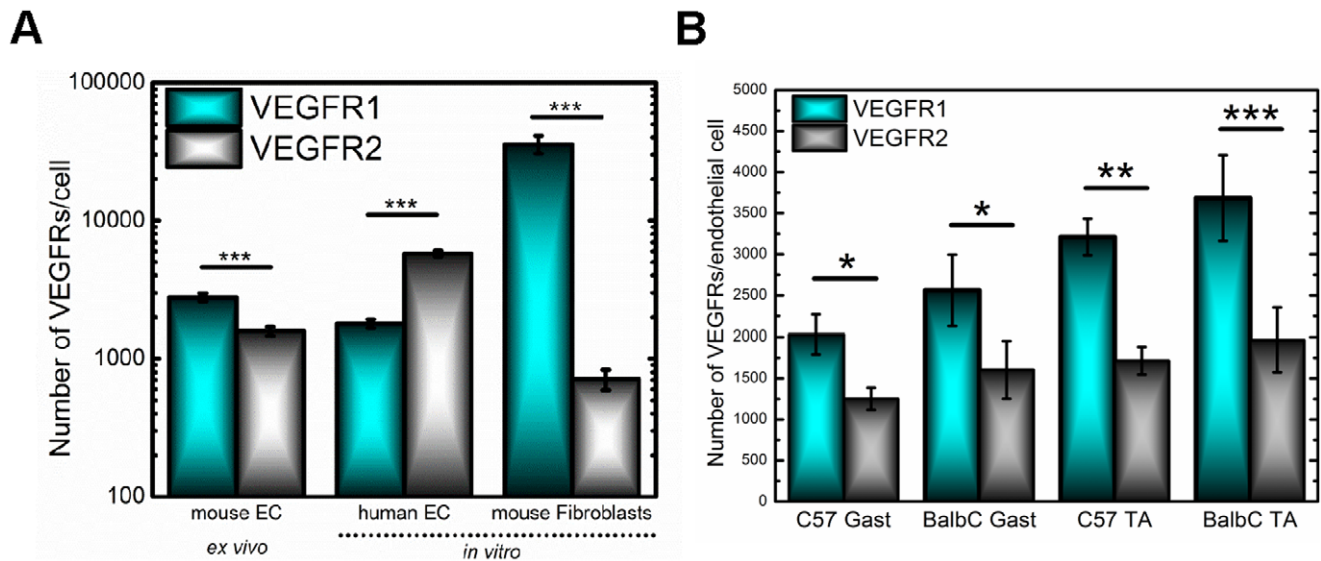 A
Number of VEGFRs/cell
100000
10000
1000
100
VEGFR1
VEGFR2
***
***
***
mouse EC
human EC
mouse Fibroblasts
ex vivo
in vitro
B
Number of VEGFRs/endothelial cell
5000
4500
4000
3500
3000
2500
2000
1500
1000
500
0
VEGFR1
VEGFR2
*
*
**
***
C57 Gast
BalbC Gast
C57 TA
BalbC TA